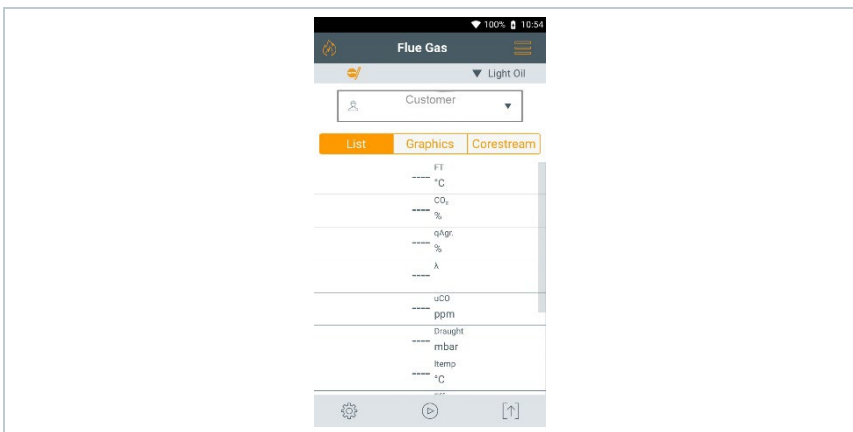 100% 10:54
Flue Gas
Light Oil
Customer
List Graphics Corestream
FT
---- °C
CO₂
---- %
qAgr.
---- %
λ
----
uCO
---- ppm
Draught
---- mbar
Itemp
---- °C